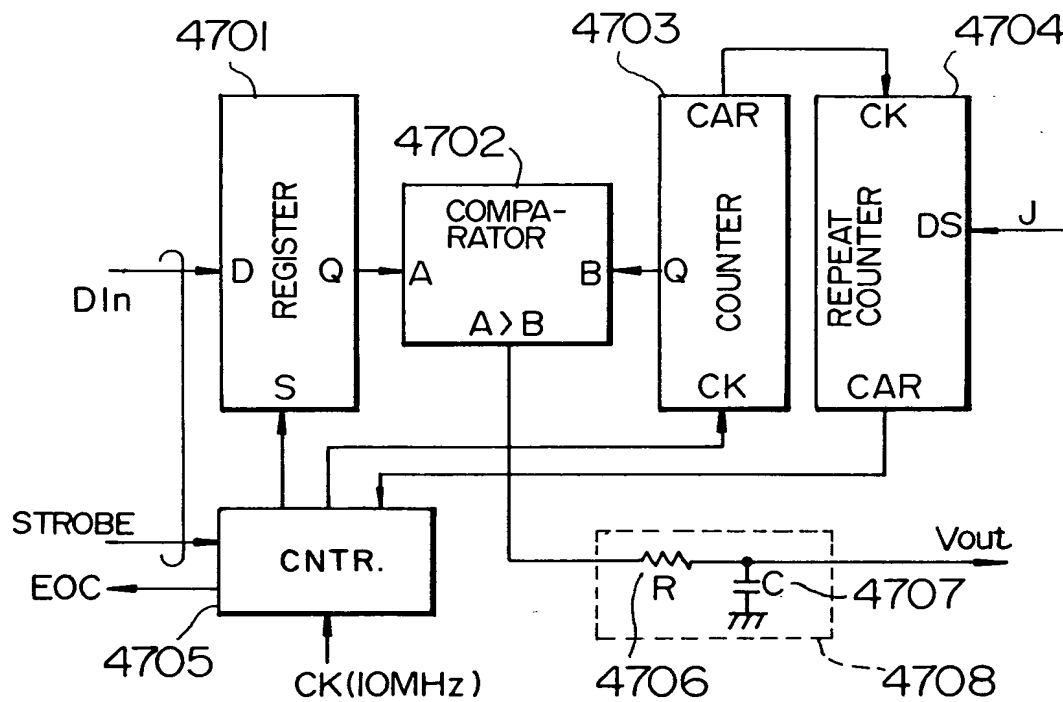 4701
4702
4703
4704
CAR
CK
REGISTER
COMPA-
RATOR
COUNTER
REPEAT
COUNTER
DS
J
DIn
D
Q
A
B
Q
A > B
S
CK
CAR
STROBE
EOC
CNTR.
4705
CK(10MHz)
R
C
Vout
4706
4707
4708